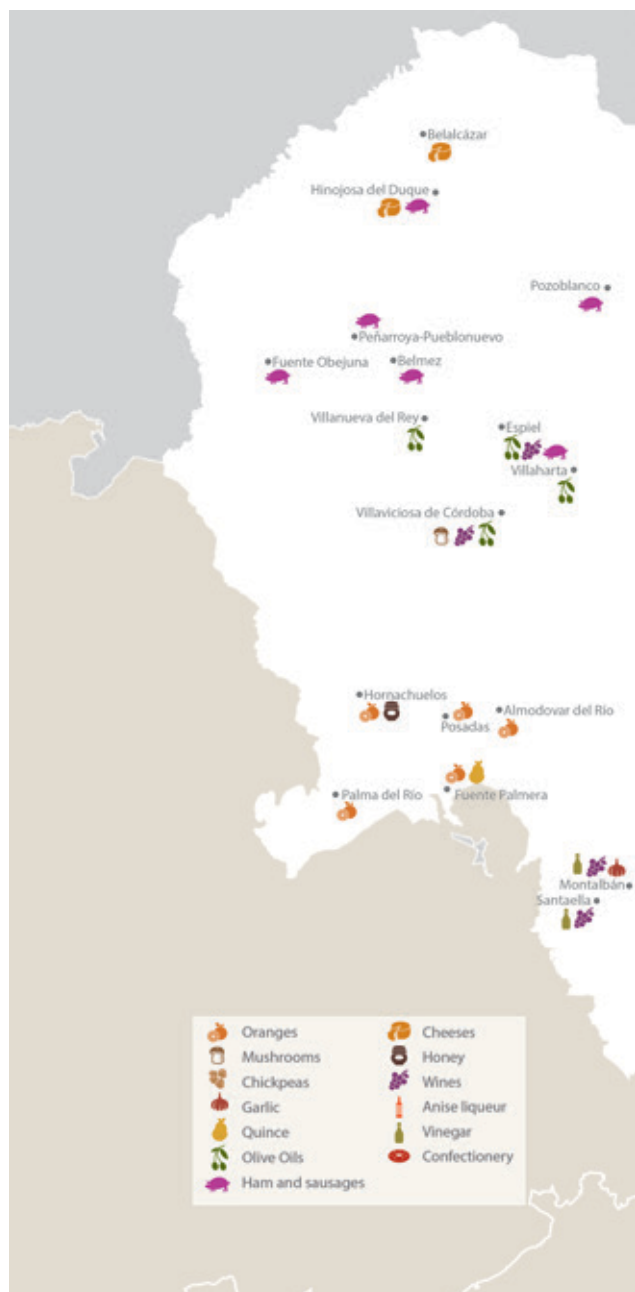 Belalcázar
Hinojosa del Duque
Pozoblanco
Peñarroya-Pueblonuevo
Fuente Obejuna
Belmez
Villanueva del Rey
Espiel
Villaharta
Villaviciosa de Córdoba
Hornachuelos
Almodovar del Río
Posadas
Palma del Río
Fuente Palmera
Montalbán
Santaella
Oranges
Mushrooms
Chickpeas
Garlic
Quince
Olive Oils
Ham and sausages
Cheeses
Honey
Wines
Anise liqueur
Vinegar
Confectionery